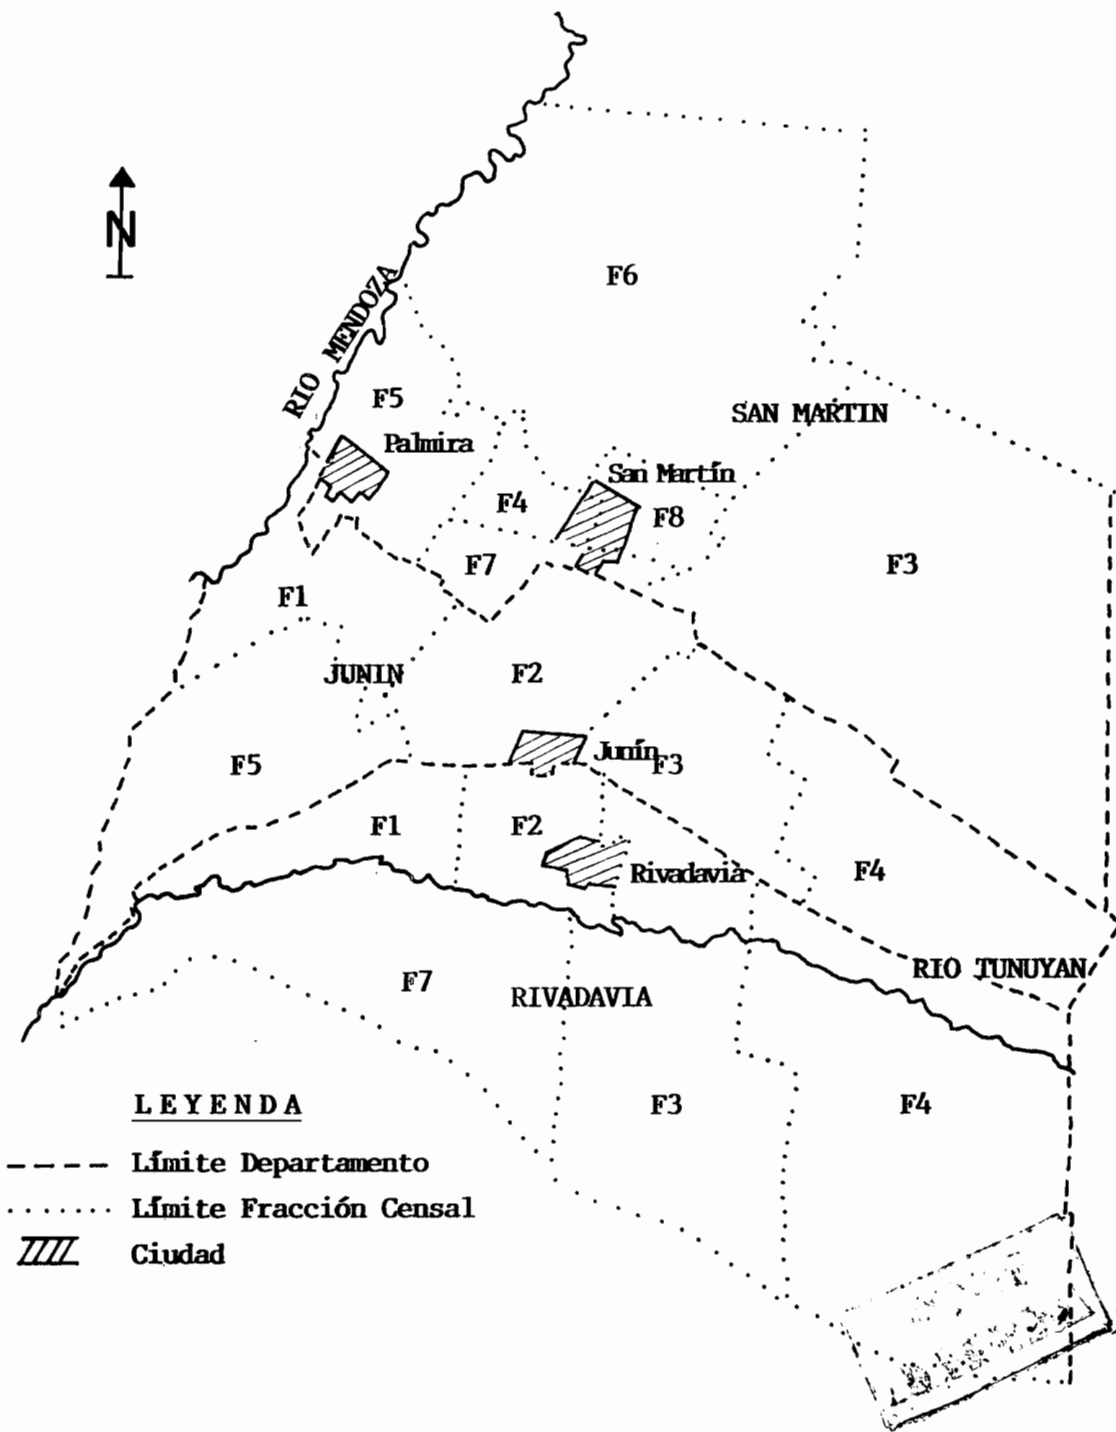 N
RIO MENDOZA
F6
F5
SAN MARTIN
Palmira
San Martín
F4
F8
F7
F3
F1
JUNIN
F2
F5
Junín
F3
F1
F2
Rivadavia
F4
RIO TUNUYAN
F7
RIVADAVIA
F3
F4
LEYENDA
Límite Departamento
Límite Fracción Censal
Ciudad